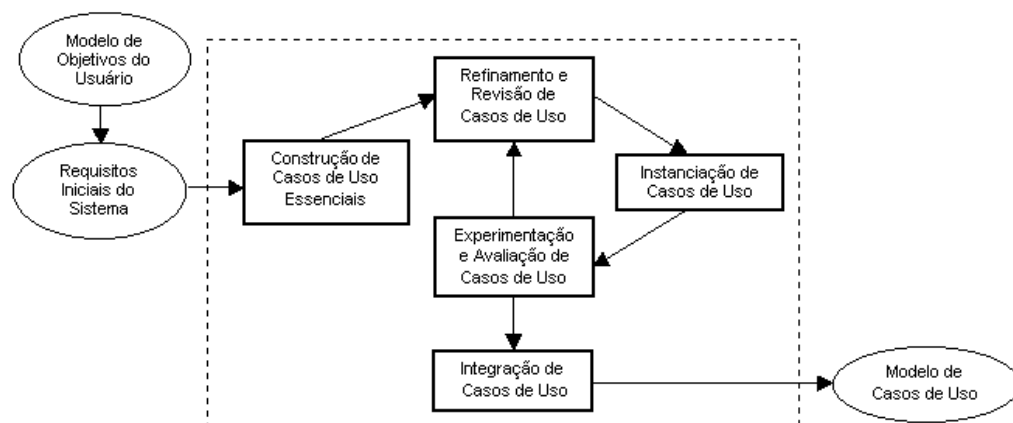 Modelo de
Objetivos do
Usuário
Requisitos
Iniciais do
Sistema
Construção de
Casos de Uso
Essenciais
Refinamento e
Revisão de
Casos de Uso
Instanciação de
Casos de Uso
Experimentação
e Avaliação de
Casos de Uso
Integração de
Casos de Uso
Modelo de
Casos de Uso